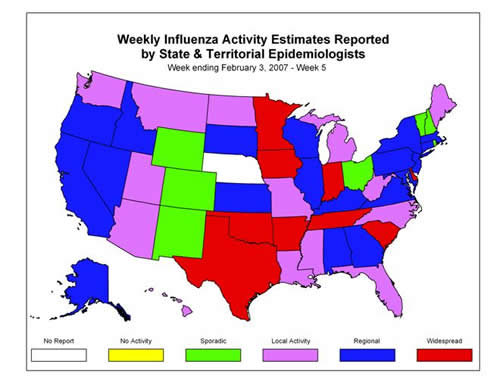 Weekly Influenza Activity Estimates Reported
by State & Territorial Epidemiologists
Week ending February 3, 2007 - Week 5
No Report No Activity Sporadic Local Activity Regional Widespread